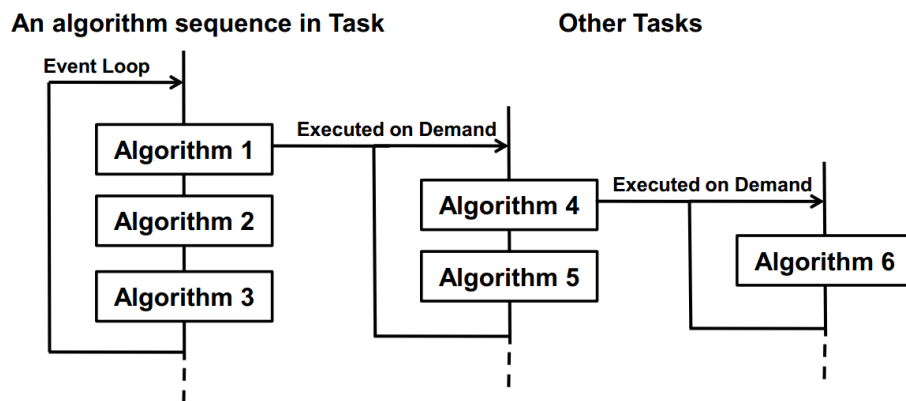 An algorithm sequence in Task
Other Tasks
Event Loop
Algorithm 1
Executed on Demand
Algorithm 2
Algorithm 3
Algorithm 4
Executed on Demand
Algorithm 5
Algorithm 6